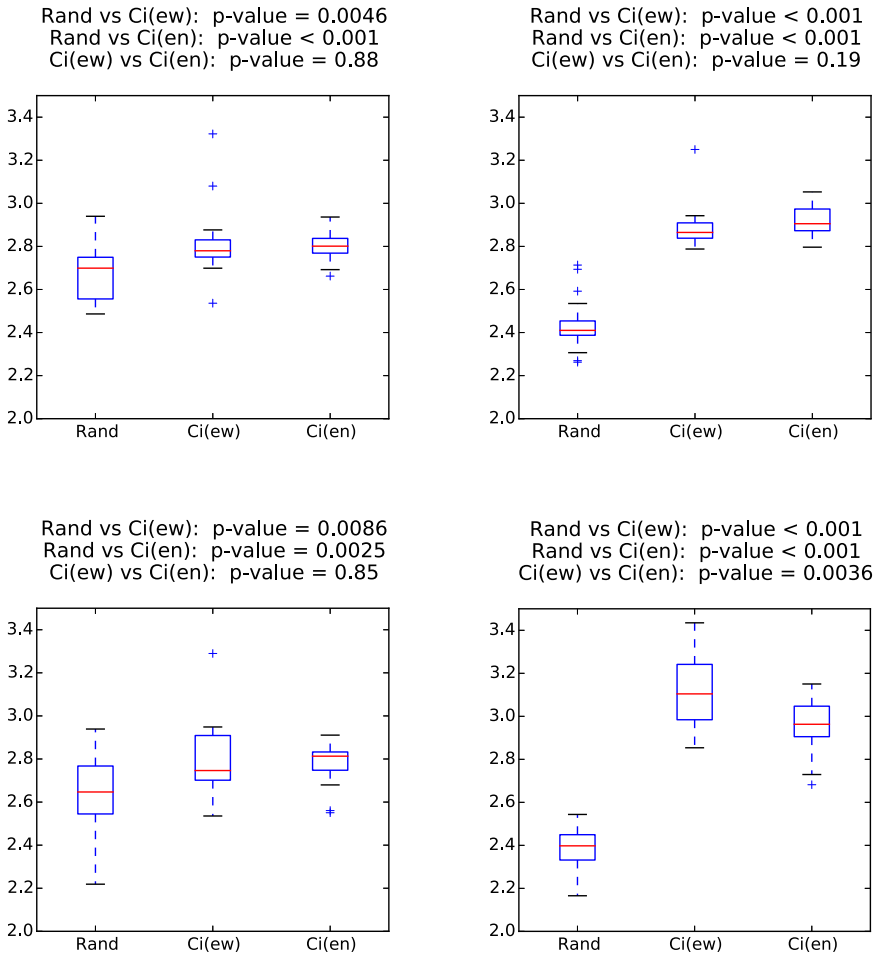 Rand vs Ci(ew): p-value = 0.0046
Rand vs Ci(en): p-value < 0.001
Ci(ew) vs Ci(en): p-value = 0.88
3.4
3.2
3.0
2.8
2.6
2.4
2.2
2.0
Rand Ci(ew) Ci(en)
Rand vs Ci(ew): p-value < 0.001
Rand vs Ci(en): p-value < 0.001
Ci(ew) vs Ci(en): p-value = 0.19
3.4
3.2
3.0
2.8
2.6
2.4
2.2
2.0
Rand Ci(ew) Ci(en)
Rand vs Ci(ew): p-value = 0.0086
Rand vs Ci(en): p-value = 0.0025
Ci(ew) vs Ci(en): p-value = 0.85
3.4
3.2
3.0
2.8
2.6
2.4
2.2
2.0
Rand Ci(ew) Ci(en)
Rand vs Ci(ew): p-value < 0.001
Rand vs Ci(en): p-value < 0.001
Ci(ew) vs Ci(en): p-value = 0.0036
3.4
3.2
3.0
2.8
2.6
2.4
2.2
2.0
Rand Ci(ew) Ci(en)